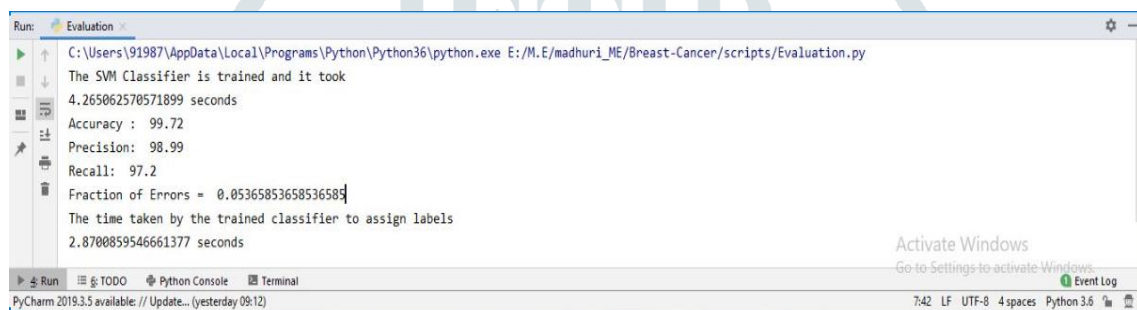 Run: Evaluation
C:\Users\91987\AppData\Local\Programs\Python\Python36\python.exe E:/M.E/madhuri_ME/Breast-Cancer/scripts/Evaluation.py
The SVM Classifier is trained and it took
4.265062570571899 seconds
Accuracy : 99.72
Precision: 98.99
Recall: 97.2
Fraction of Errors = 0.05365853658536585
The time taken by the trained classifier to assign labels
2.8700859546661377 seconds
Activate Windows
Go to Settings to activate Windows.
4: Run 6: TODO Python Console Terminal 1 Event Log
PyCharm 2019.3.5 available: // Update... (yesterday 09:12) 7:42 LF UTF-8 4 spaces Python 3.6